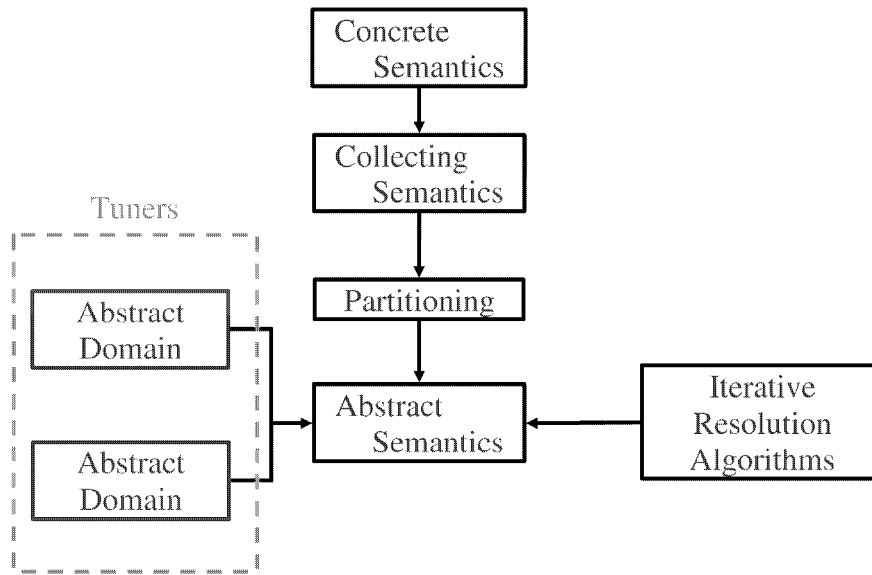 Concrete
Semantics
Collecting
Semantics
Tuners
Partitioning
Abstract
Domain
Abstract
Semantics
Iterative
Resolution
Algorithms
Abstract
Domain